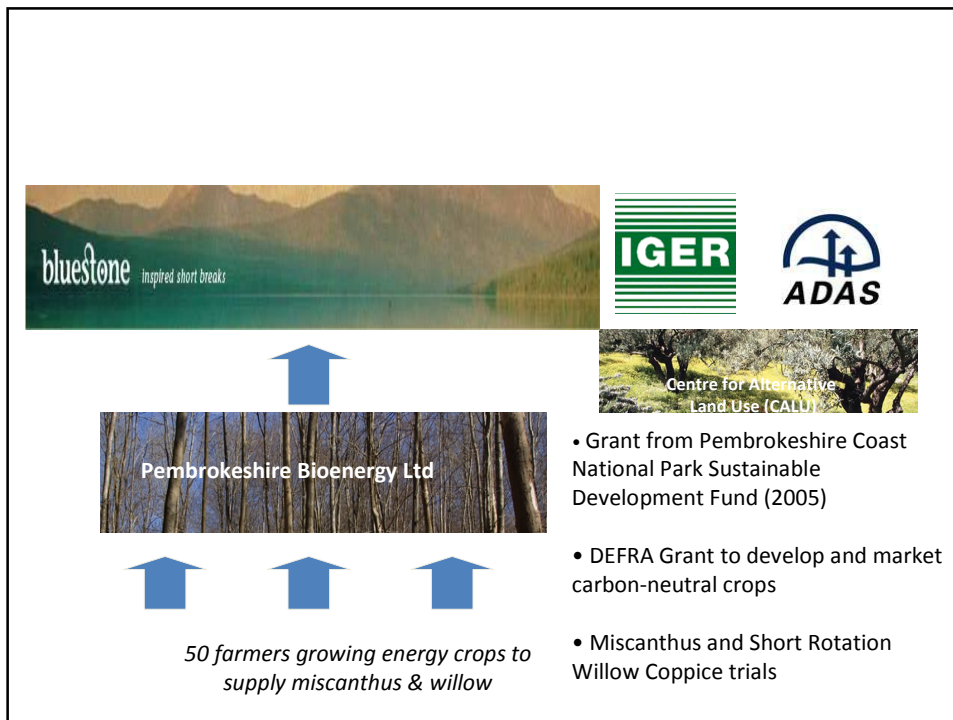 bluestone inspired short breaks
IGER
ADAS
Centre for Alternative
Land Use (CALU)
Pembrokeshire Bioenergy Ltd
• Grant from Pembrokeshire Coast
National Park Sustainable
Development Fund (2005)
• DEFRA Grant to develop and market
carbon-neutral crops
• Miscanthus and Short Rotation
Willow Coppice trials
50 farmers growing energy crops to
supply miscanthus & willow